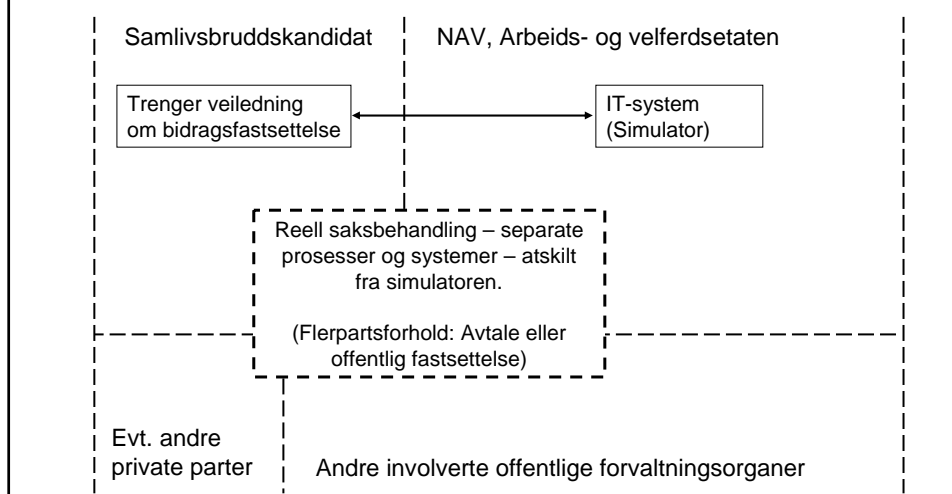 Samlivsbruddskandidat
NAV, Arbeids- og velferdsetaten
Trenger veiledning
om bidragsfastsettelse
IT-system
(Simulator)
Reell saksbehandling – separate
prosesser og systemer – atskilt
fra simulatoren.
(Flerpartsforhold: Avtale eller
offentlig fastsettelse)
Evt. andre
private parter
Andre involverte offentlige forvaltningsorganer